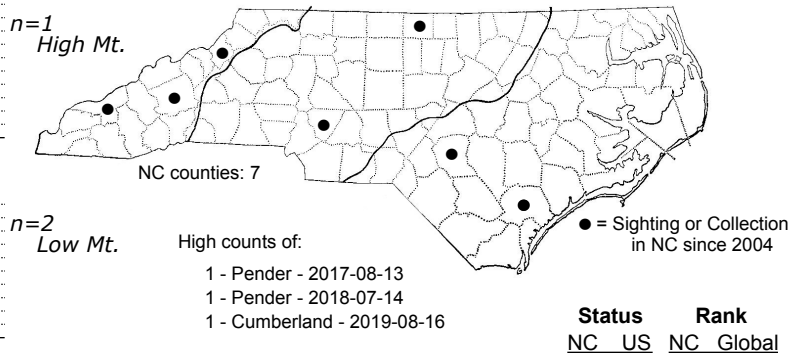 n=1
High Mt.
NC counties: 7
n=2
Low Mt.
High counts of:
1 - Pender - 2017-08-13
1 - Pender - 2018-07-14
1 - Cumberland - 2019-08-16
● = Sighting or Collection
in NC since 2004
Status Rank
NC US NC Global